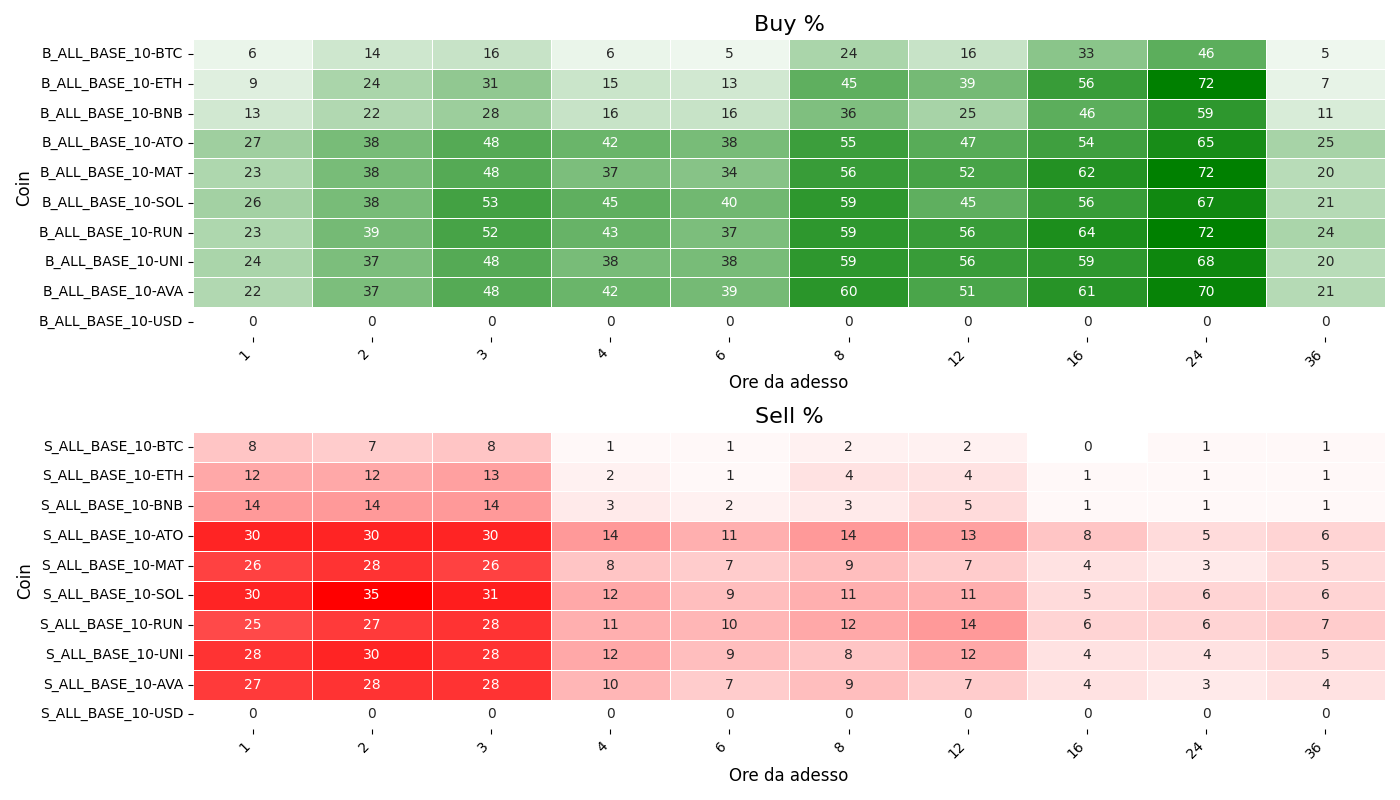 Buy %
Coin
B_ALL_BASE_10-BTC 6 14 16 6 5 24 16 33 46 5
B_ALL_BASE_10-ETH 9 24 31 15 13 45 39 56 72 7
B_ALL_BASE_10-BNB 13 22 28 16 16 36 25 46 59 11
B_ALL_BASE_10-ATO 27 38 48 42 38 55 47 54 65 25
B_ALL_BASE_10-MAT 23 38 48 37 34 56 52 62 72 20
B_ALL_BASE_10-SOL 26 38 53 45 40 59 45 56 67 21
B_ALL_BASE_10-RUN 23 39 52 43 37 59 56 64 72 24
B_ALL_BASE_10-UNI 24 37 48 38 38 59 56 59 68 20
B_ALL_BASE_10-AVA 22 37 48 42 39 60 51 61 70 21
B_ALL_BASE_10-USD 0 0 0 0 0 0 0 0 0 0
1 2 3 4 6 8 12 16 24 36
Ore da adesso
Sell %
Coin
S_ALL_BASE_10-BTC 8 7 8 1 1 2 2 0 1 1
S_ALL_BASE_10-ETH 12 12 13 2 1 4 4 1 1 1
S_ALL_BASE_10-BNB 14 14 14 3 2 3 5 1 1 1
S_ALL_BASE_10-ATO 30 30 30 14 11 14 13 8 5 6
S_ALL_BASE_10-MAT 26 28 26 8 7 9 7 4 3 5
S_ALL_BASE_10-SOL 30 35 31 12 9 11 11 5 6 6
S_ALL_BASE_10-RUN 25 27 28 11 10 12 14 6 6 7
S_ALL_BASE_10-UNI 28 30 28 12 9 8 12 4 4 5
S_ALL_BASE_10-AVA 27 28 28 10 7 9 7 4 3 4
S_ALL_BASE_10-USD 0 0 0 0 0 0 0 0 0 0
1 2 3 4 6 8 12 16 24 36
Ore da adesso